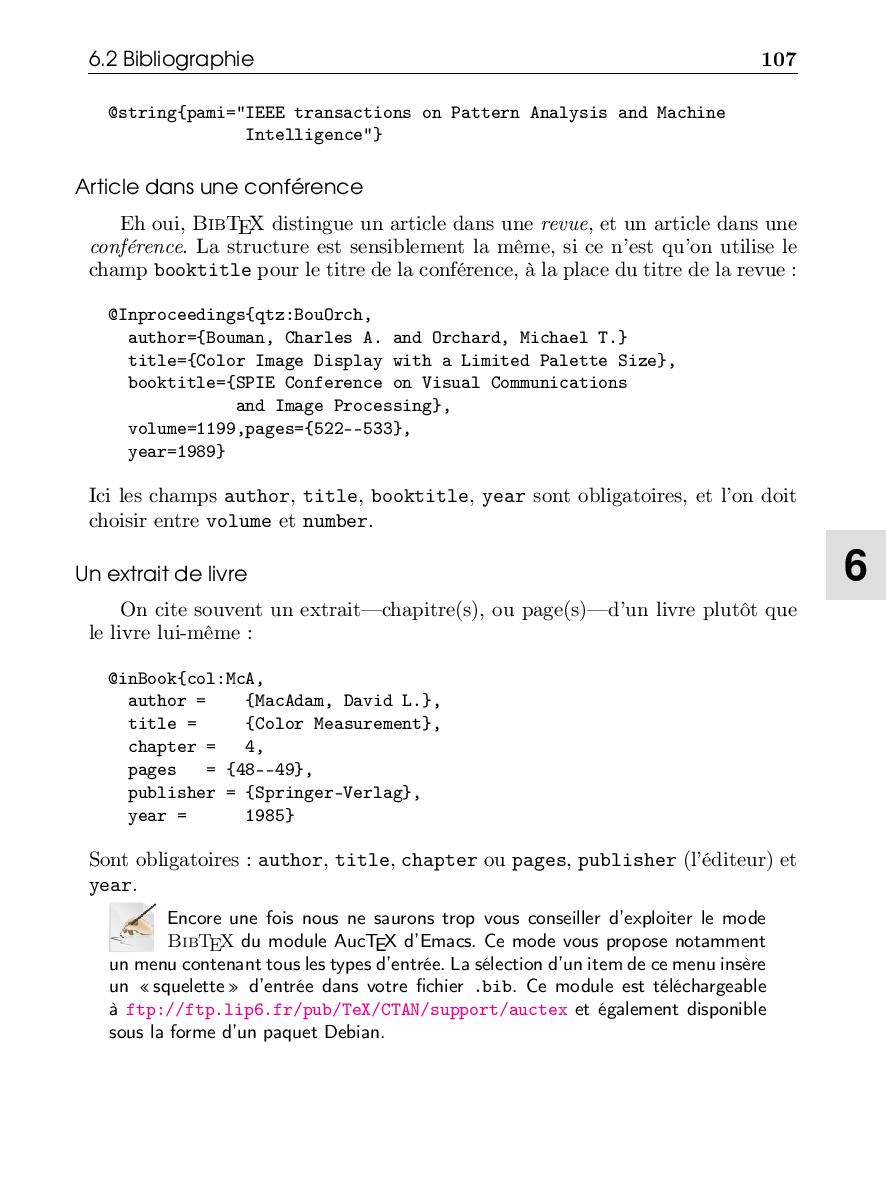 6.2 Bibliographie 107
@string{pami="IEEE transactions on Pattern Analysis and Machine
Intelligence"}
Article dans une conférence
Eh oui, BIBTEX distingue un article dans une revue, et un article dans une
conférence. La structure est sensiblement la même, si ce n'est qu'on utilise le
champ booktitle pour le titre de la conférence, à la place du titre de la revue :
@Inproceedings{qtz:BouOrch,
author={Bouman, Charles A. and Orchard, Michael T.}
title={Color Image Display with a Limited Palette Size},
booktitle={SPIE Conference on Visual Communications
and Image Processing},
volume=1199,pages={522--533},
year=1989}
Ici les champs author, title, booktitle, year sont obligatoires, et l'on doit
choisir entre volume et number.
6
Un extrait de livre
On cite souvent un extrait—chapitre(s), ou page(s)—d'un livre plutôt que
le livre lui-même :
@inBook{col:McA,
author = {MacAdam, David L.},
title = {Color Measurement},
chapter = 4,
pages = {48--49},
publisher = {Springer-Verlag},
year = 1985}
Sont obligatoires : author, title, chapter ou pages, publisher (l'éditeur) et
year.
Encore une fois nous ne saurons trop vous conseiller d'exploiter le mode
BIBTEX du module AucTEX d'Emacs. Ce mode vous propose notamment
un menu contenant tous les types d'entrée. La sélection d'un item de ce menu insère
un « squelette » d'entrée dans votre fichier .bib. Ce module est téléchargeable
à ftp://ftp.lip6.fr/pub/TeX/CTAN/support/auctex et également disponible
sous la forme d'un paquet Debian.